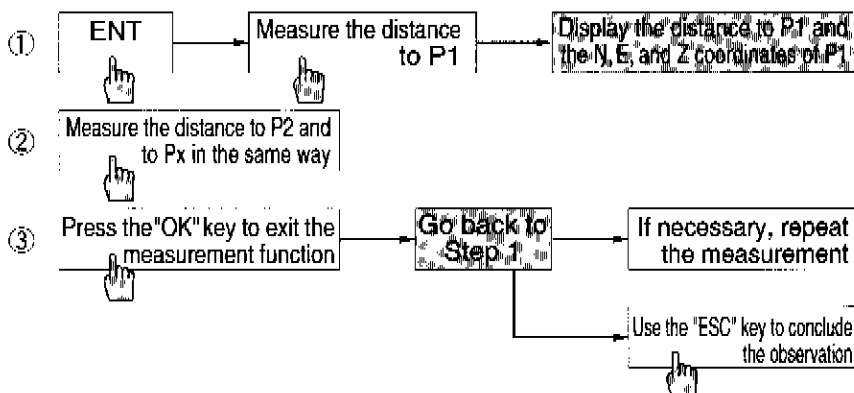 ① ENT
Measure the distance
to P1
Display the distance to P1 and
the N, E, and Z coordinates of P1
② Measure the distance to P2 and
to Px in the same way
③ Press the "OK" key to exit the
measurement function
Go back to
Step 1
If necessary, repeat
the measurement
Use the "ESC" key to conclude
the observation